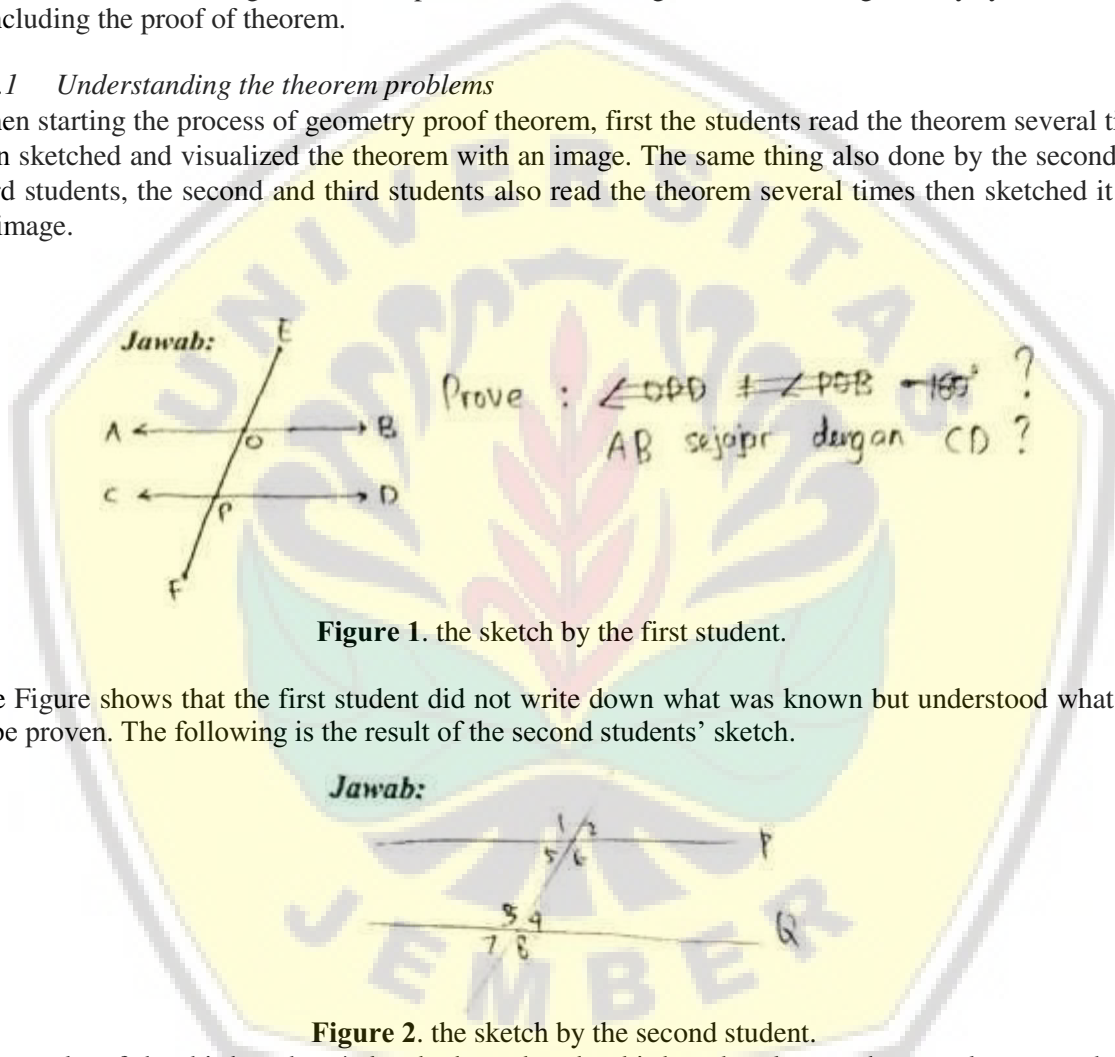 cluding the proof of theorem.
.1 Understanding the theorem problems
en starting the process of geometry proof theorem, first the students read the theorem several
n sketched and visualized the theorem with an image. The same thing also done by the second
d students, the second and third students also read the theorem several times then sketched it
image.
Jawab:
E
A O B
C P D
F
Prove : ∠OPD + ∠POB = 180° ?
AB sejajr dengan CD ?
Figure 1. the sketch by the first student.
e Figure shows that the first student did not write down what was known but understood what
be proven. The following is the result of the second students' sketch.
Jawab:
1 2 P
5 6
3 4 Q
7 8
Figure 2. the sketch by the second student.
UNIVERSITAS
JEMBER